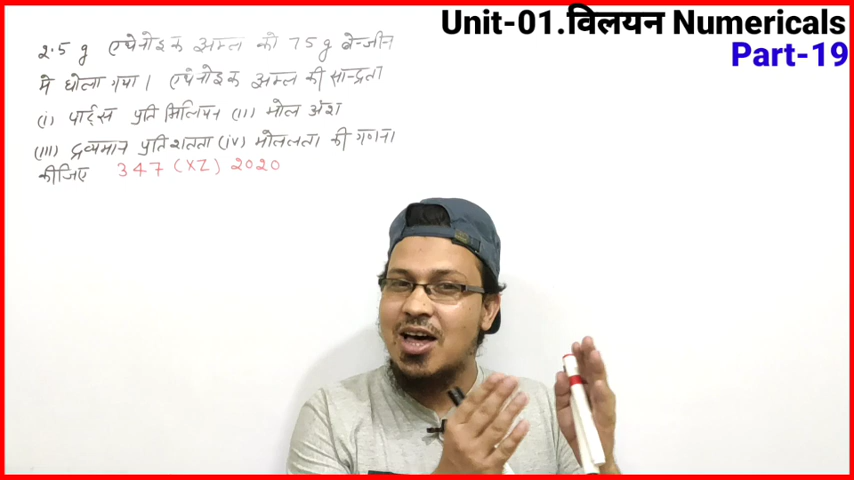 Unit-01.विलयन Numericals
Part-19
2.5 g एथेनोइक अम्ल को 75 g बेन्जीन
मे घोला गया। एथेनोइक अम्ल की सान्द्रता
(i) पार्ट्स प्रति मिलियन (ii) मोल अंश
(iii) द्रव्यमान प्रतिशतता (iv) मोललता की गणना
कीजिए 347 (XZ) 2020